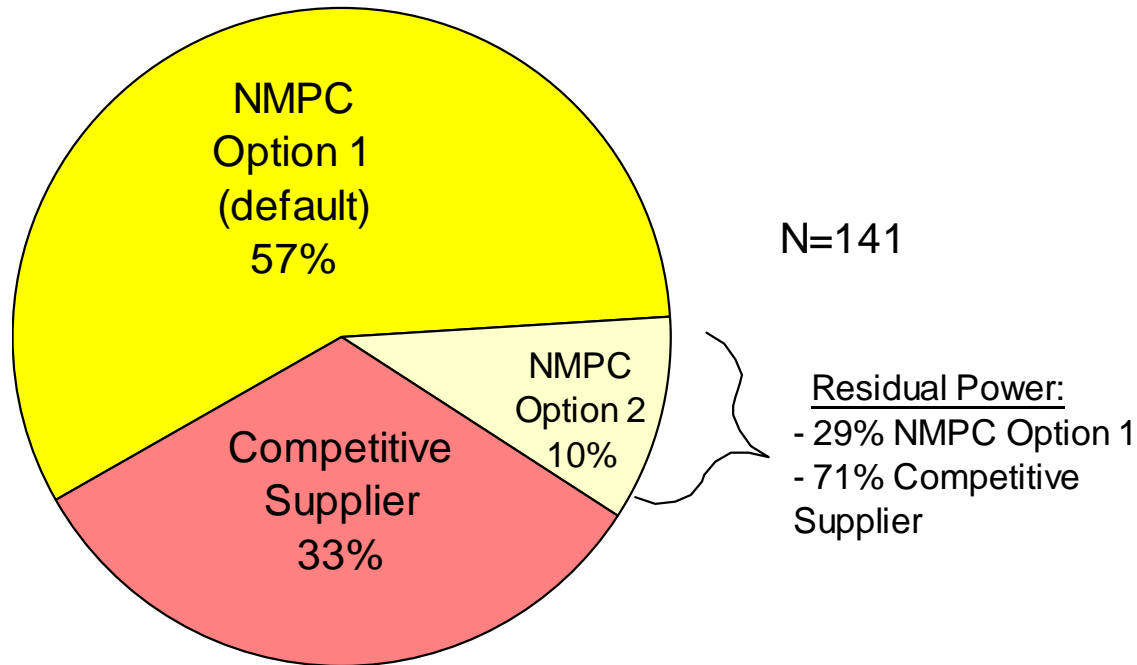 NMPC
Option 1
(default)
57%
N=141
NMPC
Option 2
10%
Residual Power:
- 29% NMPC Option 1
- 71% Competitive
Supplier
Competitive
Supplier
33%